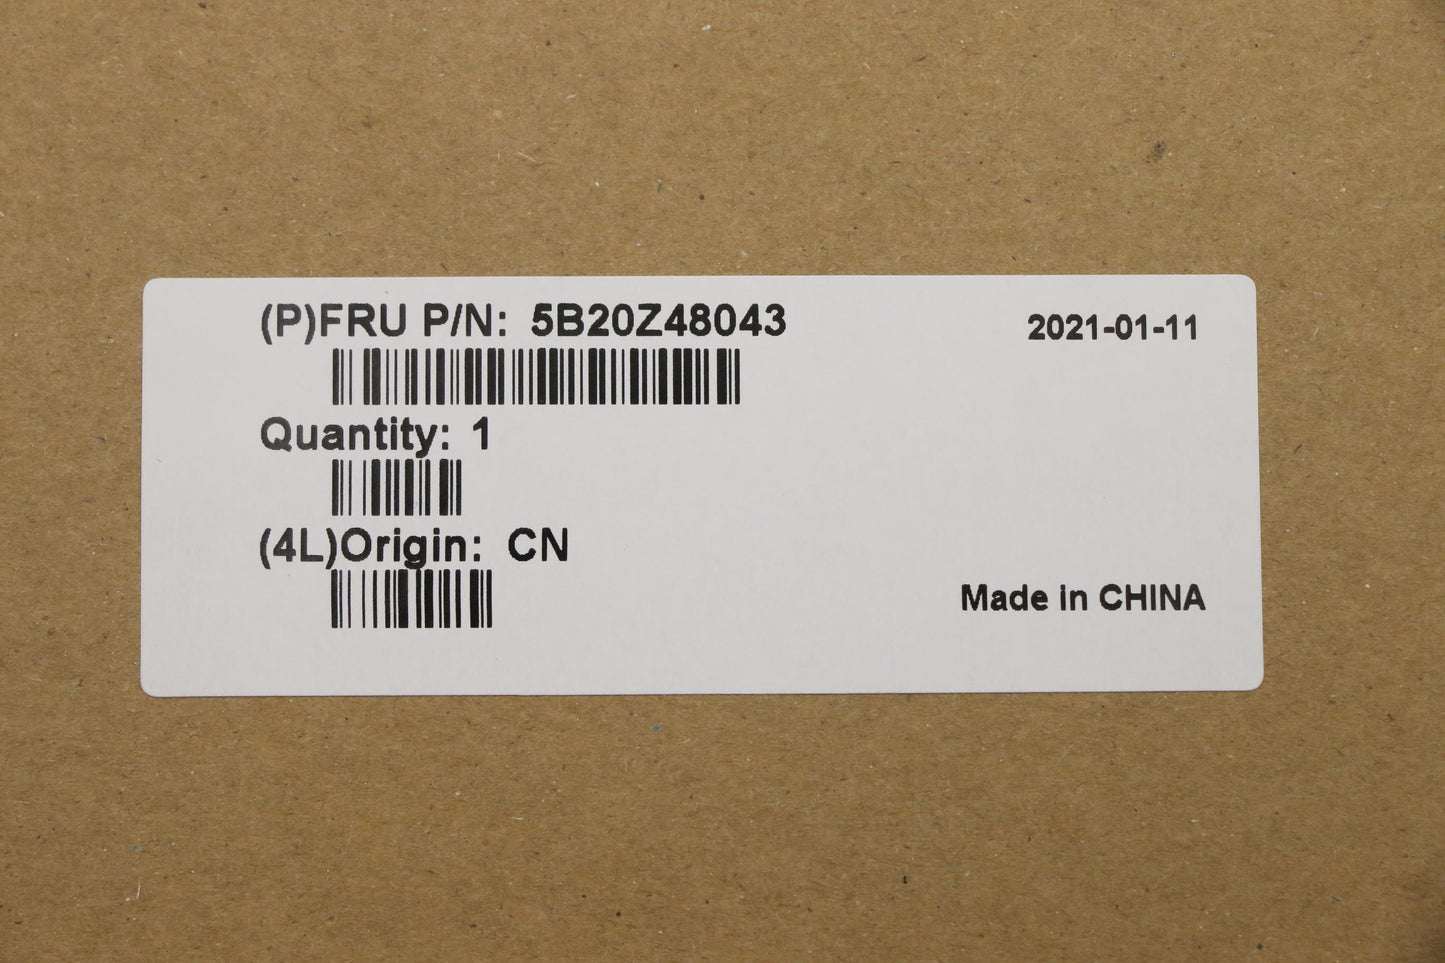 (P)FRU P/N: 5B20Z48043
2021-01-11
Quantity: 1
(4L)Origin: CN
Made in CHINA